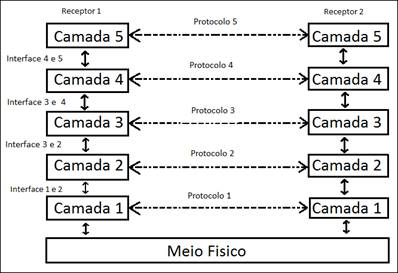 Receptor 1
Receptor 2
Camada 5
Protocolo 5
Camada 5
Interface 4 e 5
Camada 4
Protocolo 4
Camada 4
Interface 3 e 4
Camada 3
Protocolo 3
Camada 3
Interface 3 e 2
Camada 2
Protocolo 2
Camada 2
Interface 1 e 2
Camada 1
Protocolo 1
Camada 1
Meio Fisico